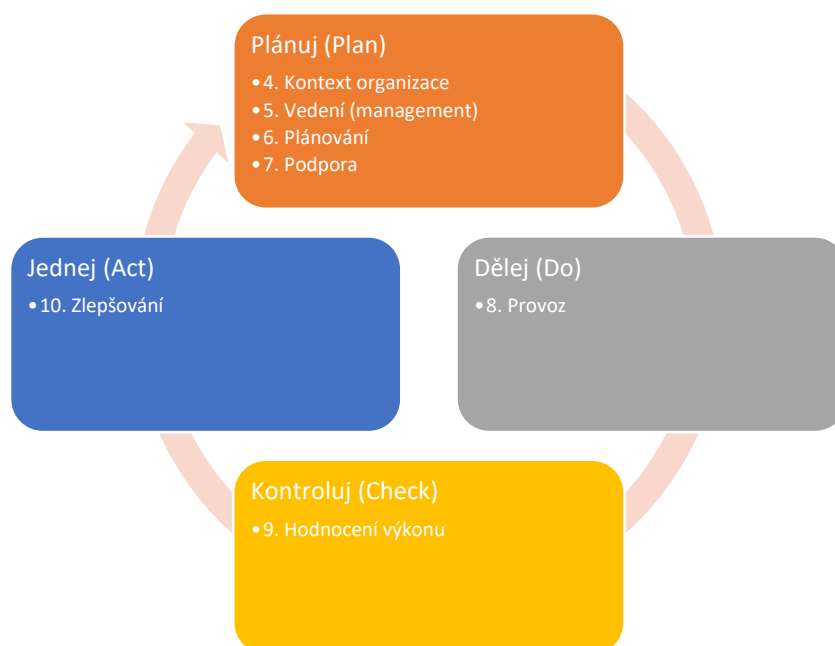 Plánuj (Plan)
•4. Kontext organizace
•5. Vedení (management)
•6. Plánování
•7. Podpora
Jednej (Act)
•10. Zlepšování
Dělej (Do)
•8. Provoz
Kontroluj (Check)
•9. Hodnocení výkonu